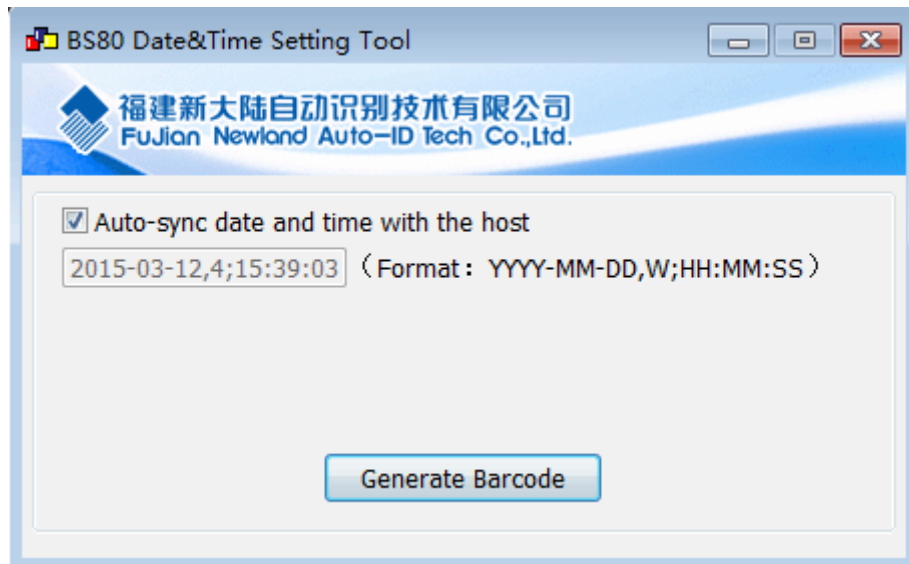 BS80 Date&Time Setting Tool
福建新大陆自动识别技术有限公司
FuJian Newland Auto-ID Tech Co.,Ltd.
Auto-sync date and time with the host
2015-03-12,4;15:39:03 （Format：YYYY-MM-DD,W;HH:MM:SS）
Generate Barcode